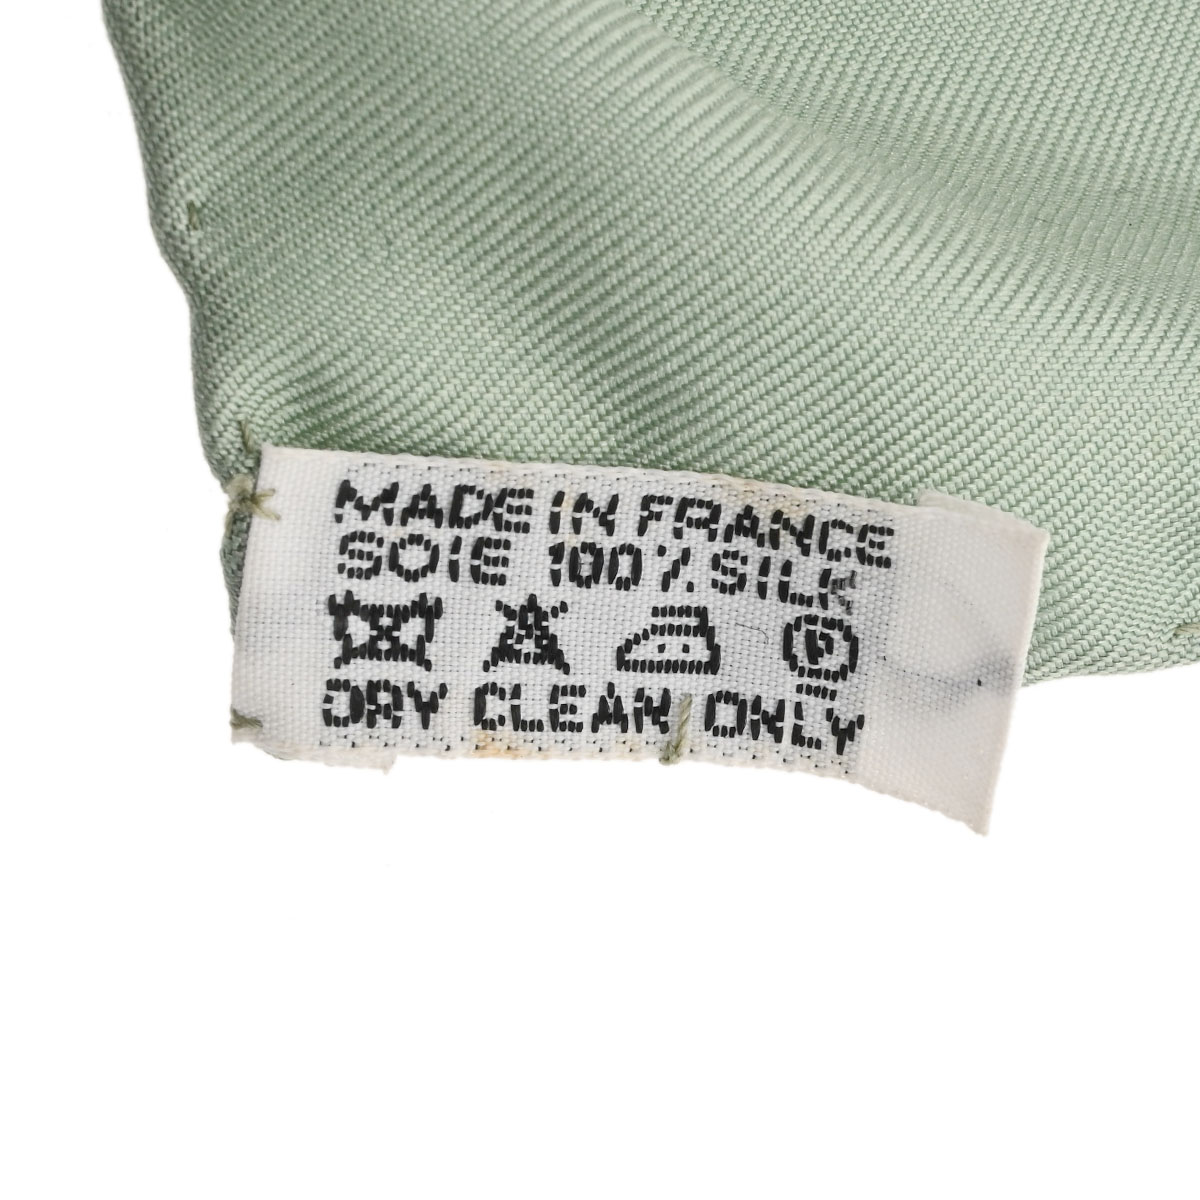 MADE IN FRANCE
SOIE 100% SILK
P
DRY CLEAN ONLY